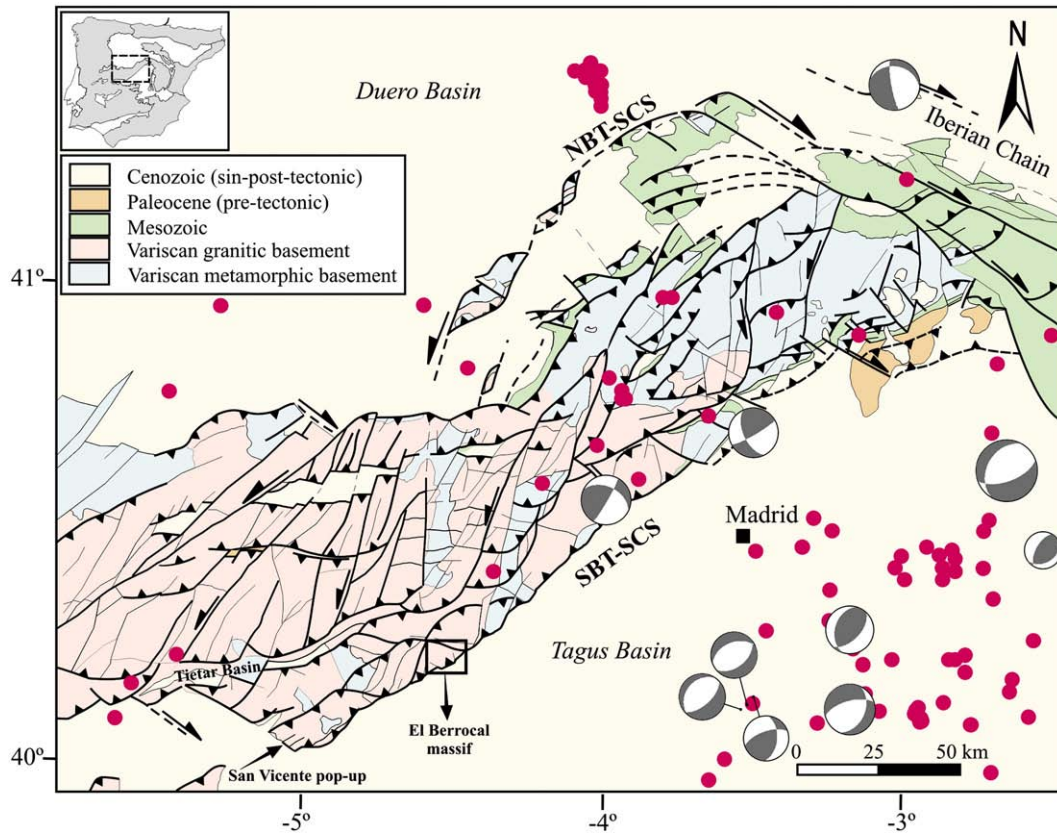 N
Duero Basin
NBT-SCS
Iberian Chain
Cenozoic (sin-post-tectonic)
Paleocene (pre-tectonic)
Mesozoic
Variscan granitic basement
Variscan metamorphic basement
41º
Madrid
SBT-SCS
Tagus Basin
Tietar Basin
El Berrocal
massif
San Vicente pop-up
40º
0 25 50 km
-5º -4º -3º